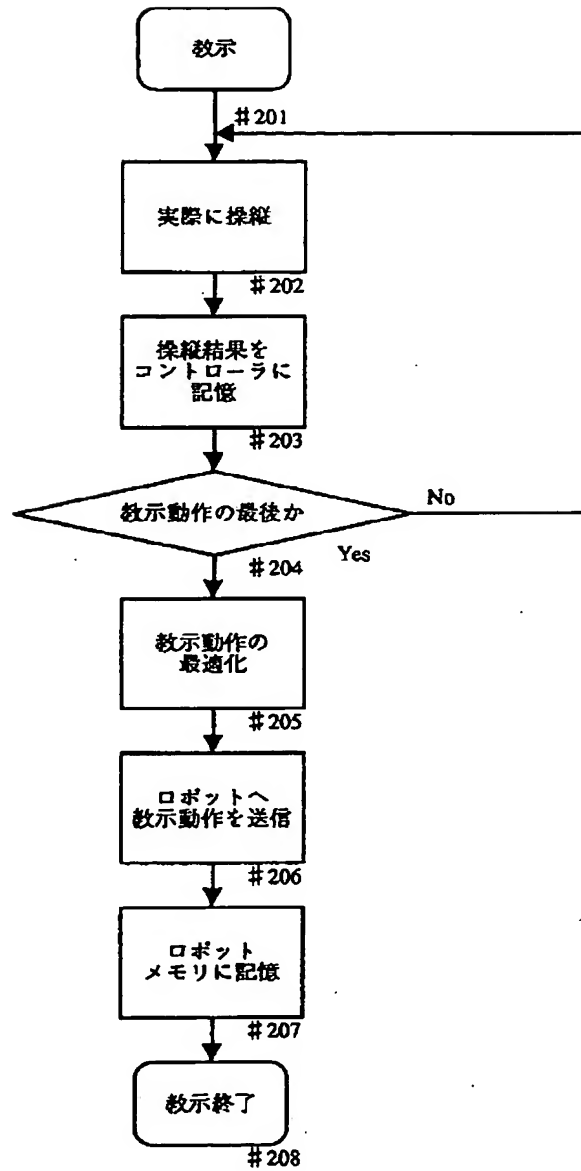 教示
#201
実際に操縦
#202
操縦結果を
コントローラに
記憶
#203
教示動作の最後か
No
Yes
#204
教示動作の
最適化
#205
ロボットへ
教示動作を送信
#206
ロボット
メモリに記憶
#207
教示終了
#208